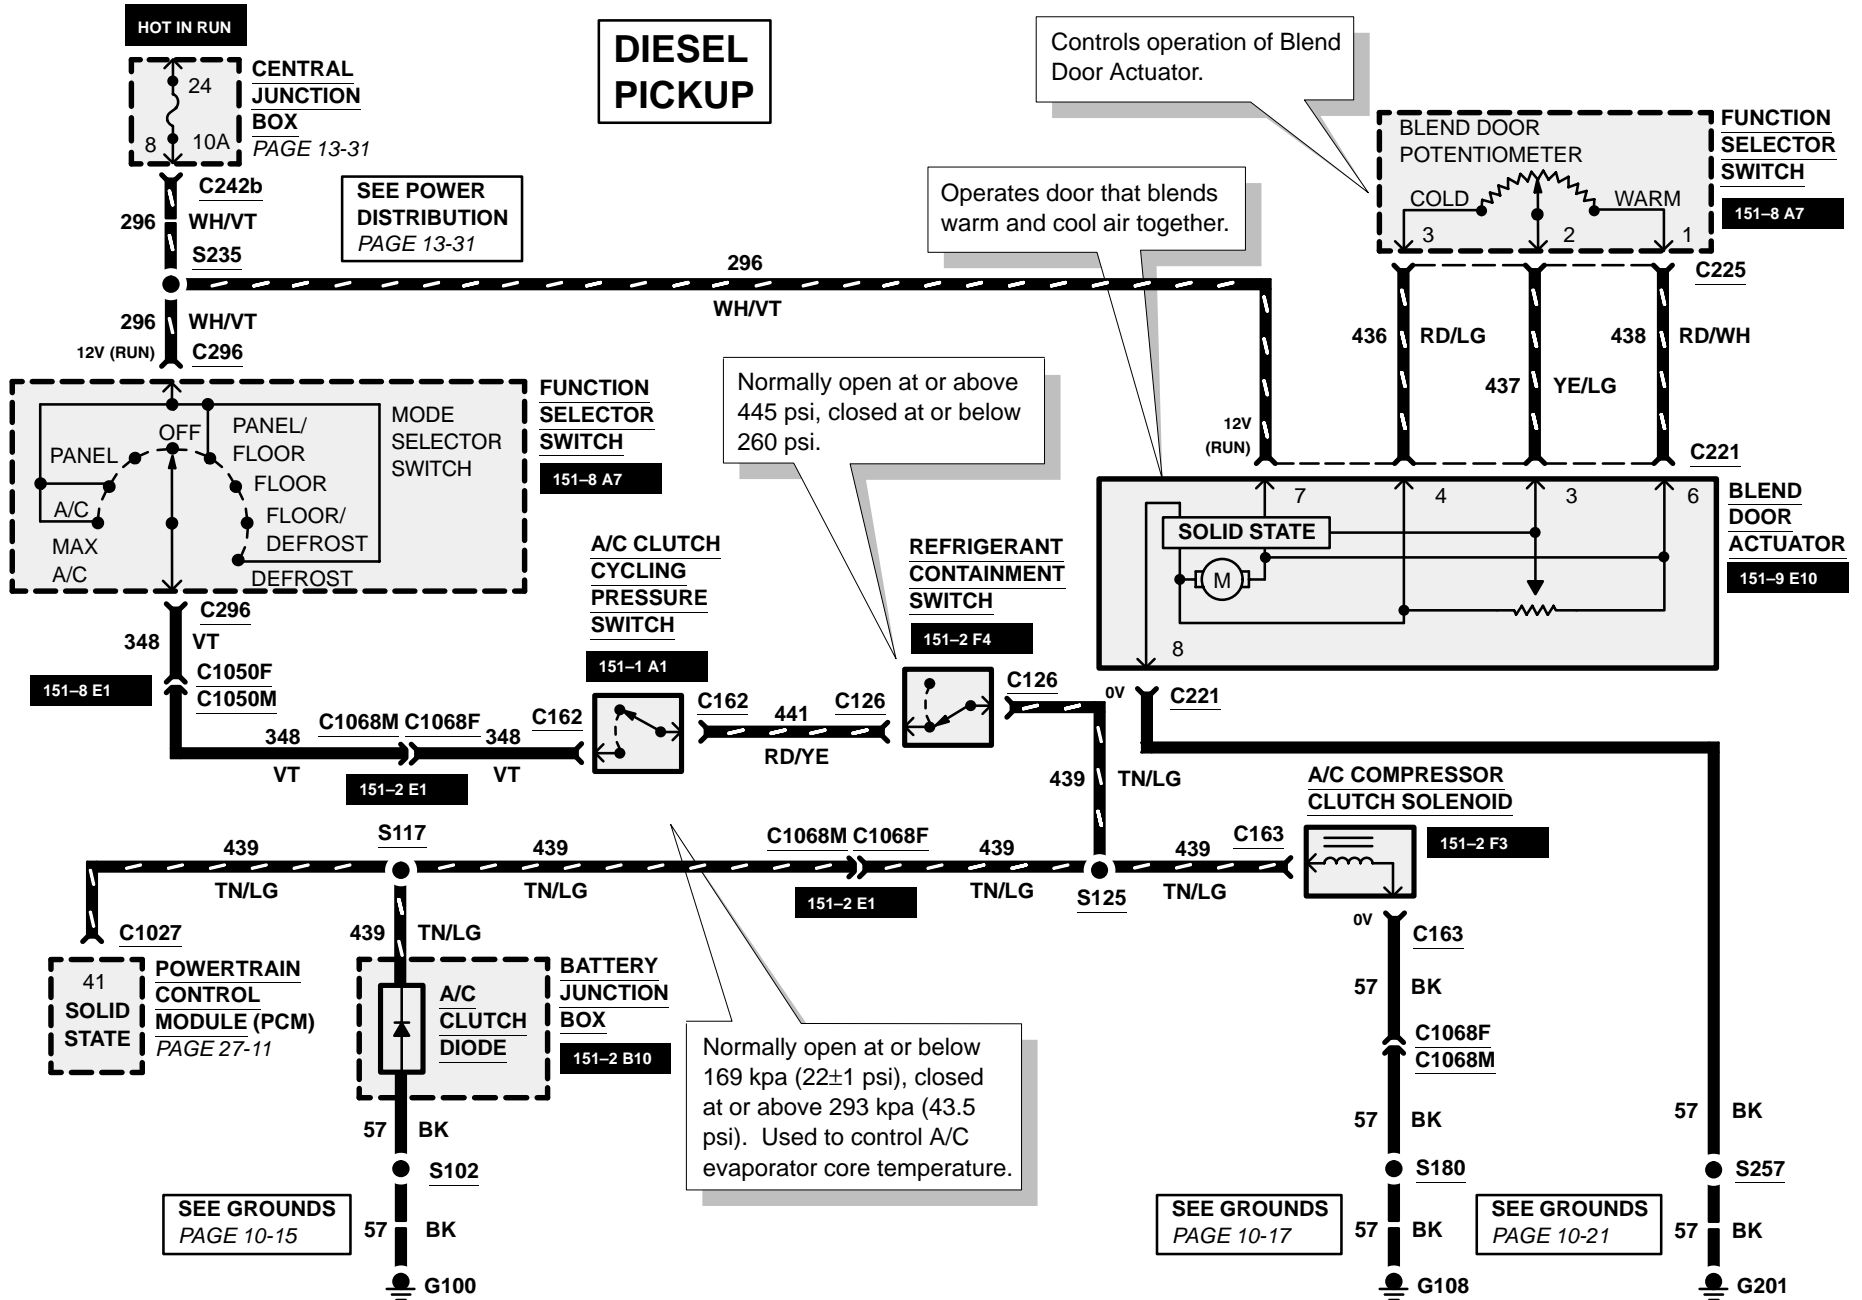 HOT IN RUN
24
8
10A
CENTRAL
JUNCTION
BOX
PAGE 13-31
DIESEL
PICKUP
Controls operation of Blend
Door Actuator.
BLEND DOOR
POTENTIOMETER
COLD
WARM
3
2
1
FUNCTION
SELECTOR
SWITCH
151–8 A7
C242b
296
WH/VT
S235
SEE POWER
DISTRIBUTION
PAGE 13-31
Operates door that blends
warm and cool air together.
C225
296
WH/VT
296
WH/VT
12V (RUN)
C296
436
RD/LG
437
YE/LG
438
RD/WH
Normally open at or above
445 psi, closed at or below
260 psi.
12V
(RUN)
C221
OFF
PANEL
A/C
MAX
A/C
PANEL/
FLOOR
FLOOR
FLOOR/
DEFROST
DEFROST
MODE
SELECTOR
SWITCH
FUNCTION
SELECTOR
SWITCH
151–8 A7
7
4
3
6
SOLID STATE
M
8
BLEND
DOOR
ACTUATOR
151–9 E10
A/C CLUTCH
CYCLING
PRESSURE
SWITCH
151–1 A1
REFRIGERANT
CONTAINMENT
SWITCH
151–2 F4
C296
348
VT
C1050F
C1050M
151–8 E1
C1068M
C1068F
348
VT
348
VT
151–2 E1
C162
C162
441
RD/YE
C126
C126
0V
C221
439
TN/LG
A/C COMPRESSOR
CLUTCH SOLENOID
151–2 F3
S117
439
TN/LG
439
TN/LG
C1068M
C1068F
151–2 E1
439
TN/LG
S125
439
TN/LG
C163
C1027
41
SOLID
STATE
POWERTRAIN
CONTROL
MODULE (PCM)
PAGE 27-11
439
TN/LG
A/C
CLUTCH
DIODE
BATTERY
JUNCTION
BOX
151–2 B10
Normally open at or below
169 kpa (22±1 psi), closed
at or above 293 kpa (43.5
psi). Used to control A/C
evaporator core temperature.
0V
C163
57
BK
C1068F
C1068M
57
BK
57
BK
57
BK
S102
S180
S257
SEE GROUNDS
PAGE 10-15
57
BK
SEE GROUNDS
PAGE 10-17
57
BK
SEE GROUNDS
PAGE 10-21
57
BK
G100
G108
G201